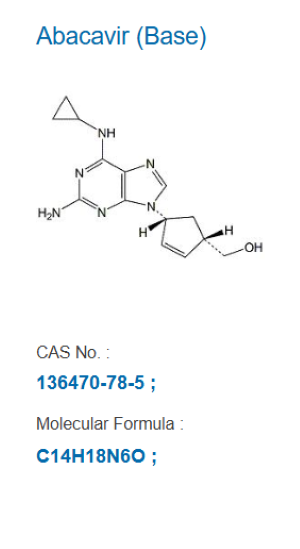 Abacavir (Base)
NH
N
N
N
N
H₂N
H
H
OH
CAS No. :
136470-78-5 ;
Molecular Formula :
C14H18N6O ;